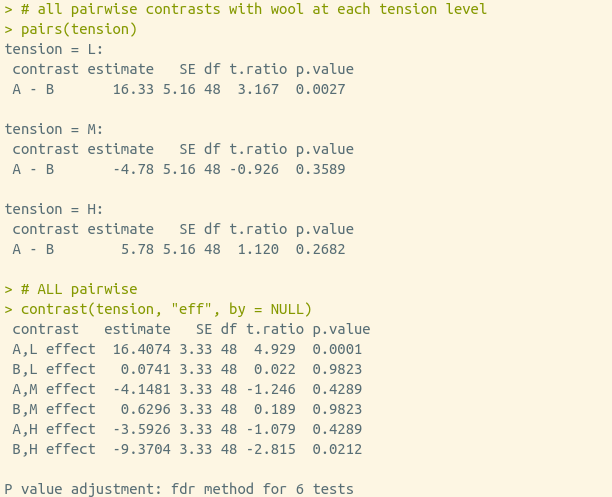 > # all pairwise contrasts with wool at each tension level
> pairs(tension)
tension = L:
 contrast estimate   SE df t.ratio p.value
 A - B       16.33 5.16 48  3.167  0.0027

tension = M:
 contrast estimate   SE df t.ratio p.value
 A - B       -4.78 5.16 48 -0.926  0.3589

tension = H:
 contrast estimate   SE df t.ratio p.value
 A - B        5.78 5.16 48  1.120  0.2682

> # ALL pairwise
> contrast(tension, "eff", by = NULL)
 contrast   estimate   SE df t.ratio p.value
 A,L effect  16.4074 3.33 48  4.929  0.0001
 B,L effect   0.0741 3.33 48  0.022  0.9823
 A,M effect  -4.1481 3.33 48 -1.246  0.4289
 B,M effect   0.6296 3.33 48  0.189  0.9823
 A,H effect  -3.5926 3.33 48 -1.079  0.4289
 B,H effect  -9.3704 3.33 48 -2.815  0.0212

P value adjustment: fdr method for 6 tests